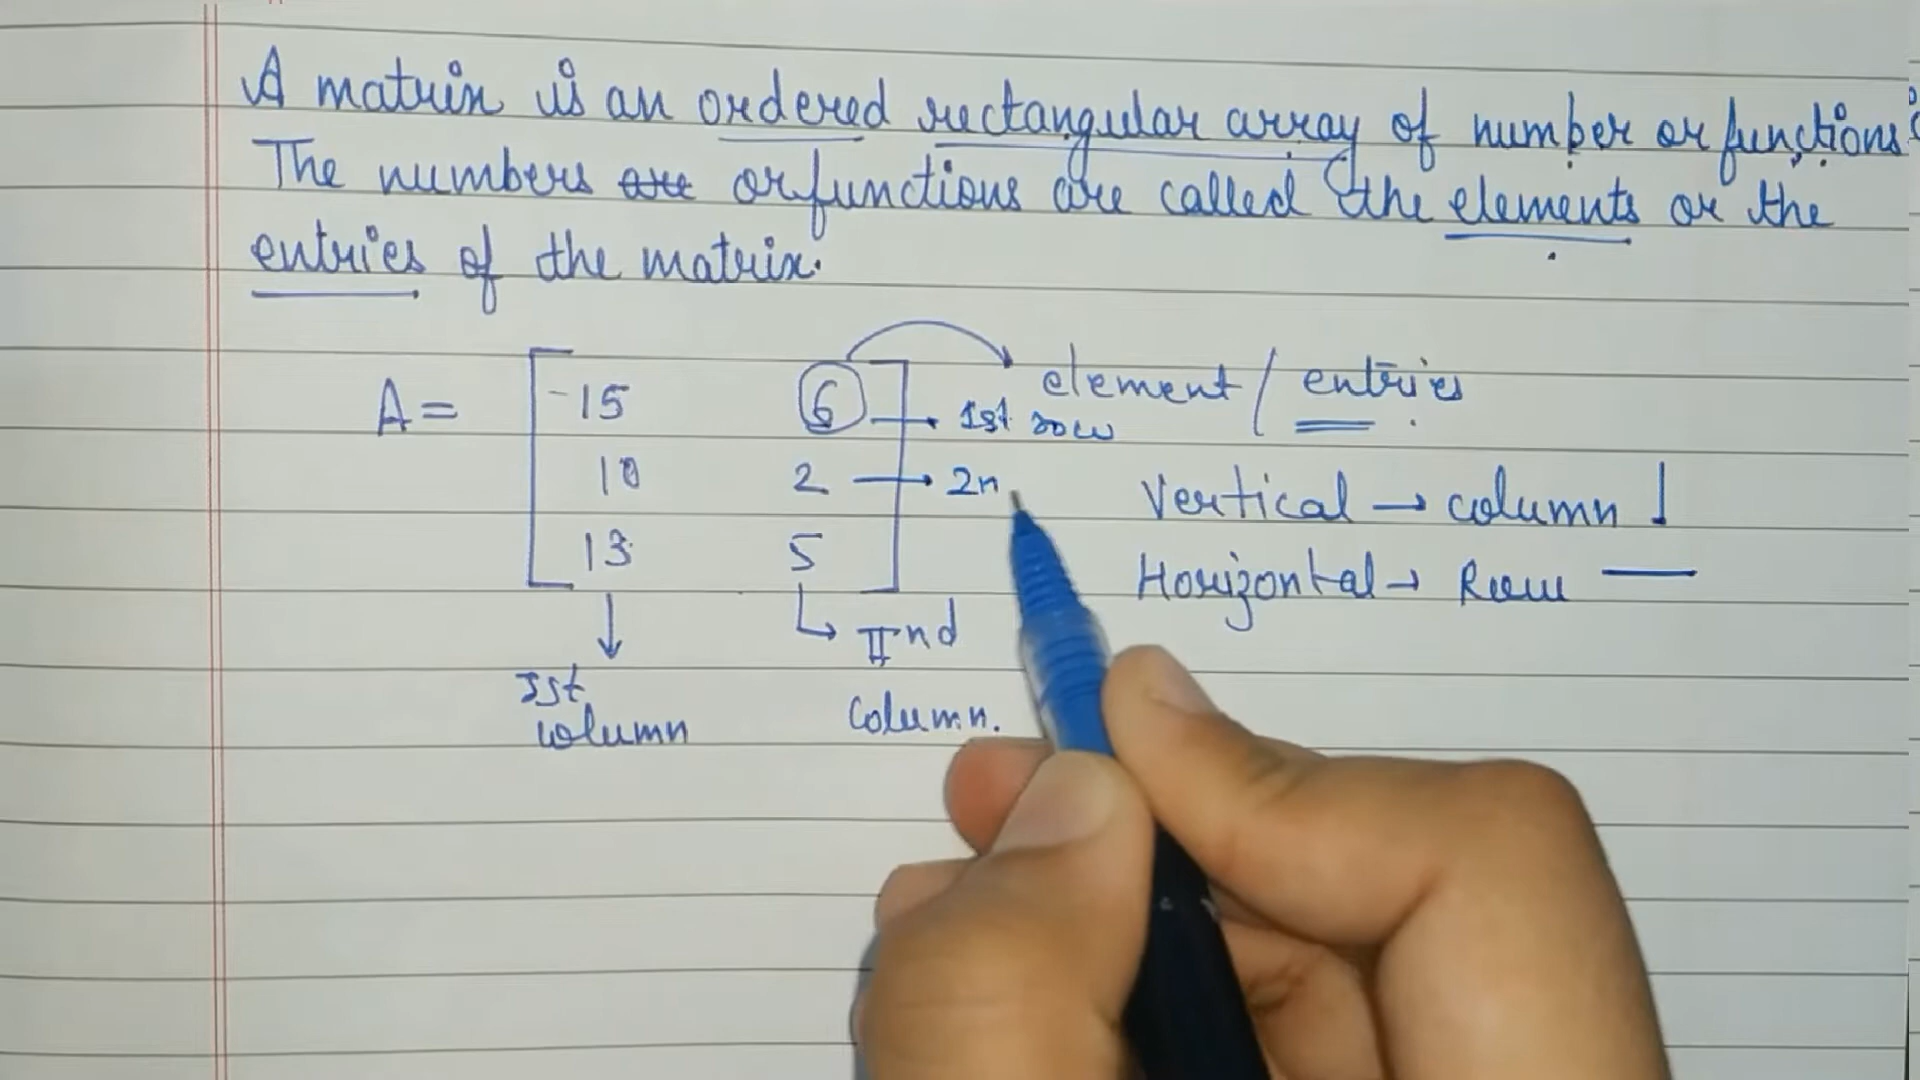 A matrix is an ordered rectangular array of number or functions
The numbers are or functions are called the elements or the
entries of the matrix.
A = [ -15 6 ] element / entries
1st row
10 2 → 2n
13 5
Vertical → column ↓
Horizontal → Row —
Ist
column
IInd
Column.